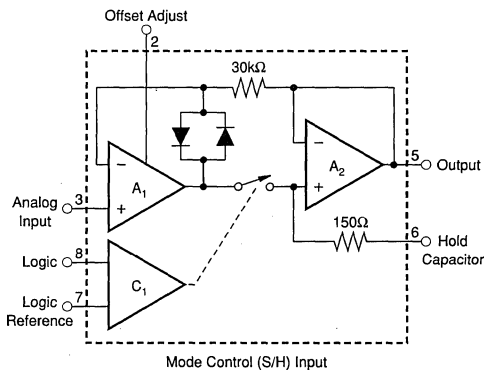 Offset Adjust
2
30kΩ
−
A1
+
−
A2
+
5
Output
3
Analog
Input
150Ω
6
Hold
Capacitor
8
Logic
C1
7
Logic
Reference
Mode Control (S/H) Input